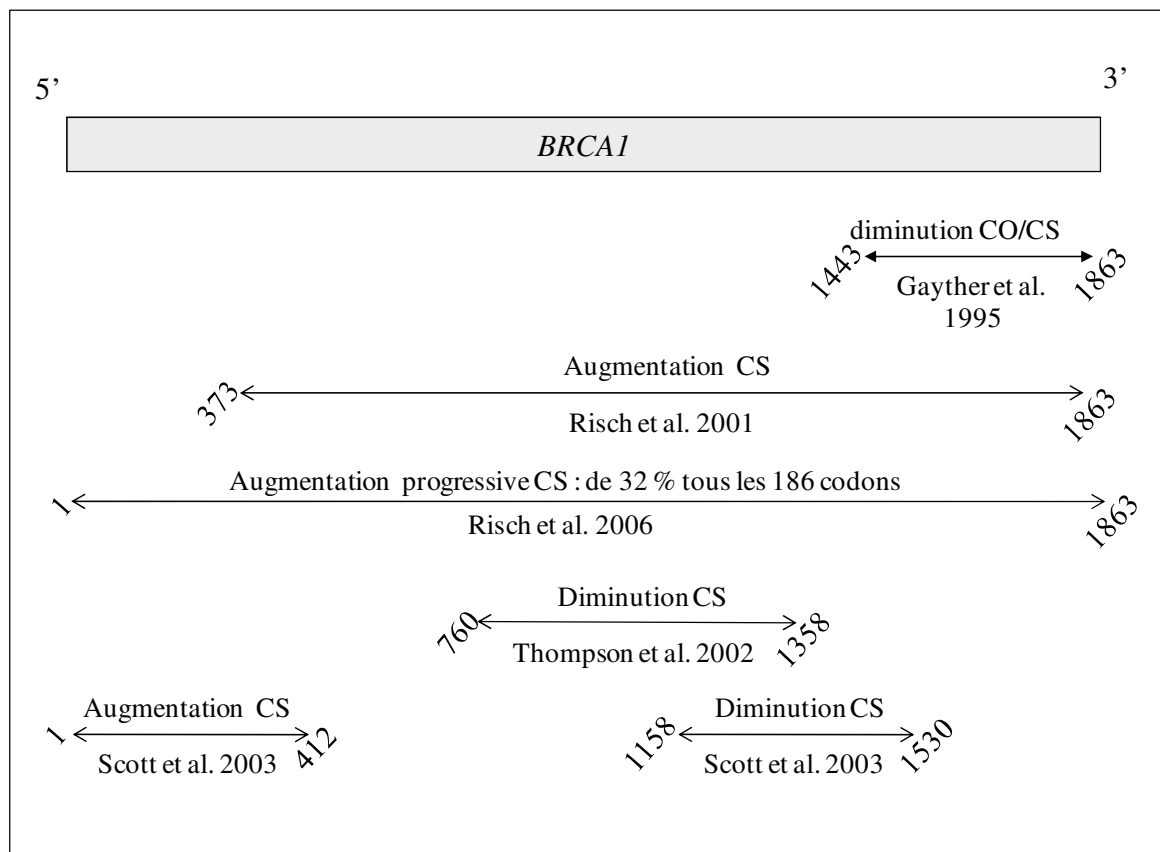 5’
3’
BRCA1
diminution CO/CS
1443
1863
Gayther et al.
1995
Augmentation CS
373
1863
Risch et al. 2001
Augmentation progressive CS : de 32 % tous les 186 codons
1
1863
Risch et al. 2006
Diminution CS
760
1358
Thompson et al. 2002
Augmentation CS
1
412
Scott et al. 2003
Diminution CS
1158
1530
Scott et al. 2003